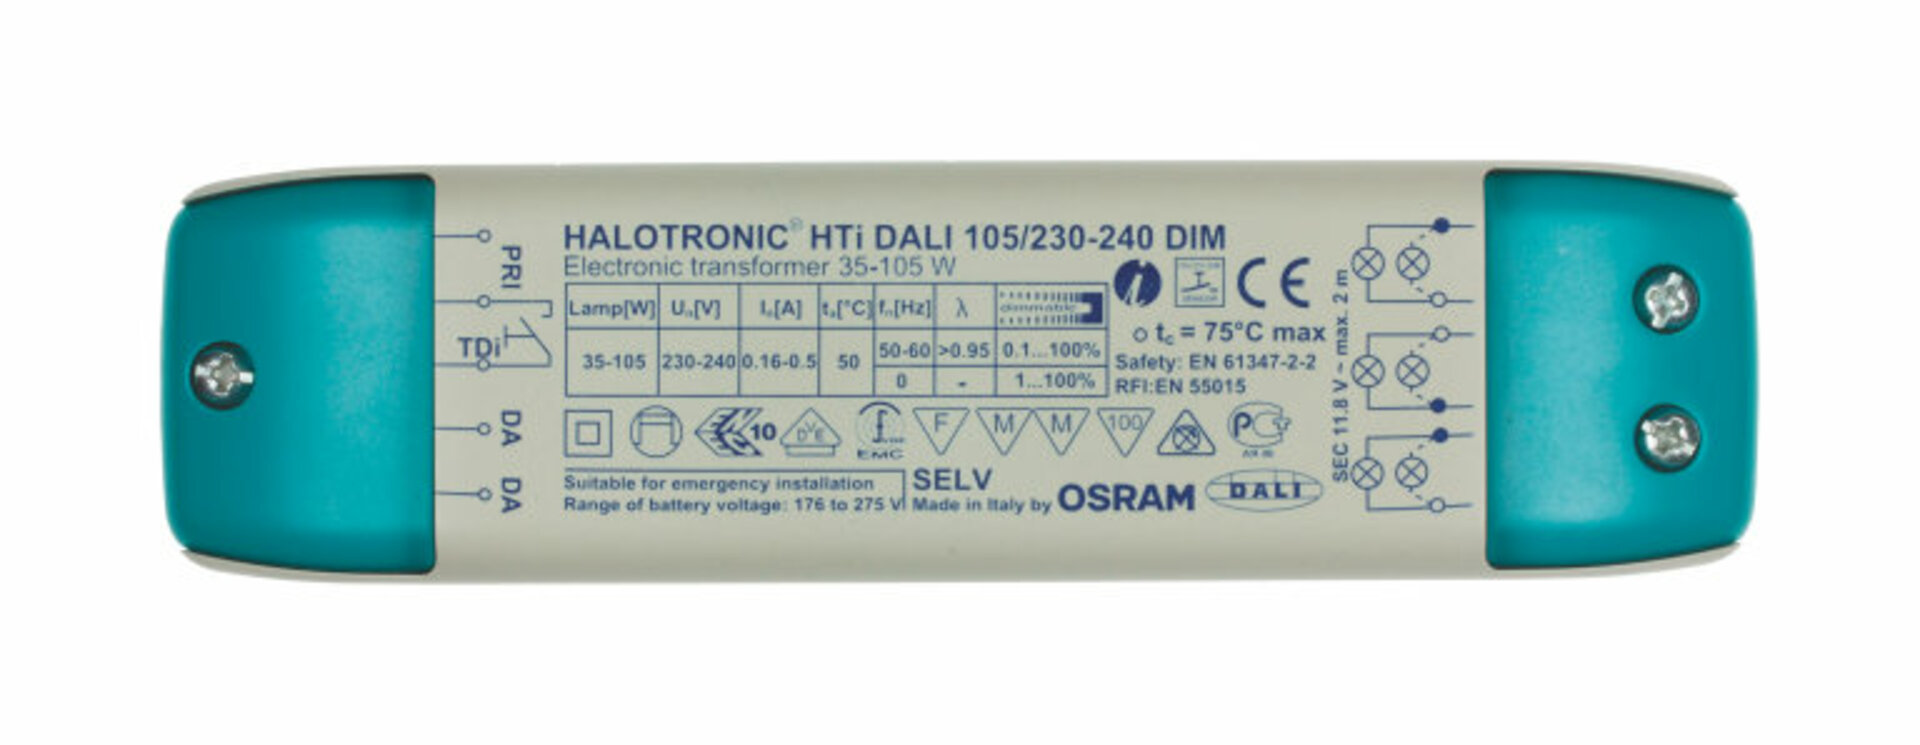 PRI
TDi
DA
DA
HALOTRONIC® HTi DALI 105/230-240 DIM
Electronic transformer 35-105 W
Lamp[W] Uₙ[V] Iₙ[A] tₐ[°C] fₙ[Hz] λ dimmable
35-105 230-240 0.16-0.5 50 50-60 >0.95 0.1...100%
0 - 1...100%
CE
tc = 75°C max
Safety: EN 61347-2-2
RFI:EN 55015
10 DVE EMC F M M 100
Suitable for emergency installation
Range of battery voltage: 176 to 275 V
SELV
Made in Italy by OSRAM DALI
SEC 11.8 V ~ max. 2 m